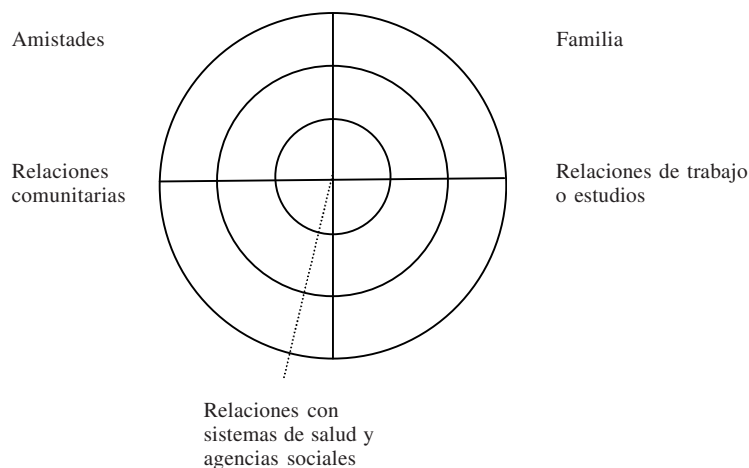 Amistades
Familia
Relaciones
comunitarias
Relaciones de trabajo
o estudios
Relaciones con
sistemas de salud y
agencias sociales